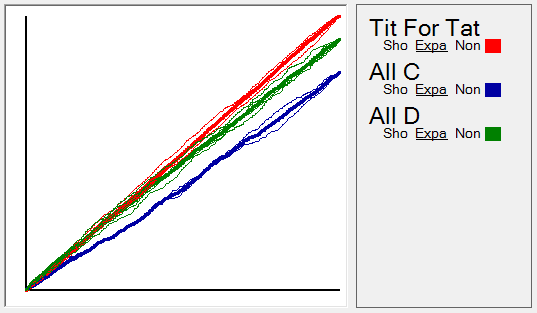 Tit For Tat
Sho Expa Non
All C
Sho Expa Non
All D
Sho Expa Non